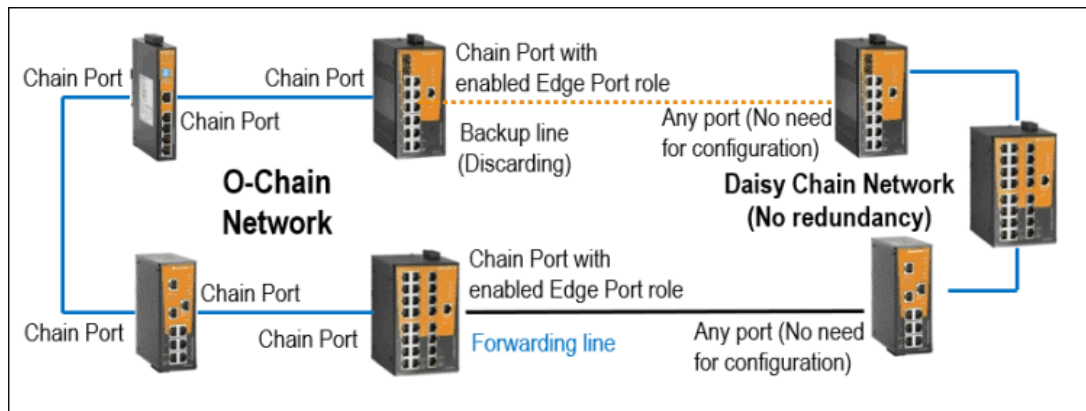 Chain Port with
enabled Edge Port role
Chain Port
Chain Port
Chain Port
Backup line
(Discarding)
Any port (No need
for configuration)
O-Chain
Network
Daisy Chain Network
(No redundancy)
Chain Port with
enabled Edge Port role
Chain Port
Chain Port
Chain Port
Forwarding line
Any port (No need
for configuration)